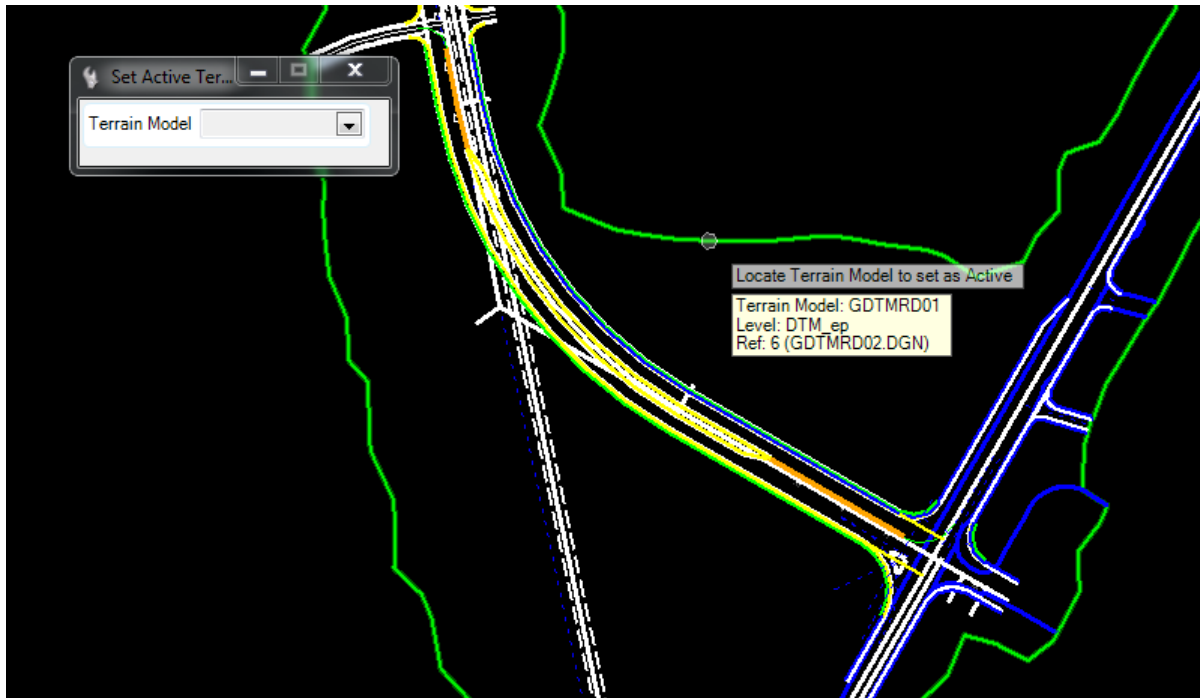 Set Active Ter...
Terrain Model
Locate Terrain Model to set as Active
Terrain Model: GDTMRD01
Level: DTM_ep
Ref: 6 (GDTMRD02.DGN)